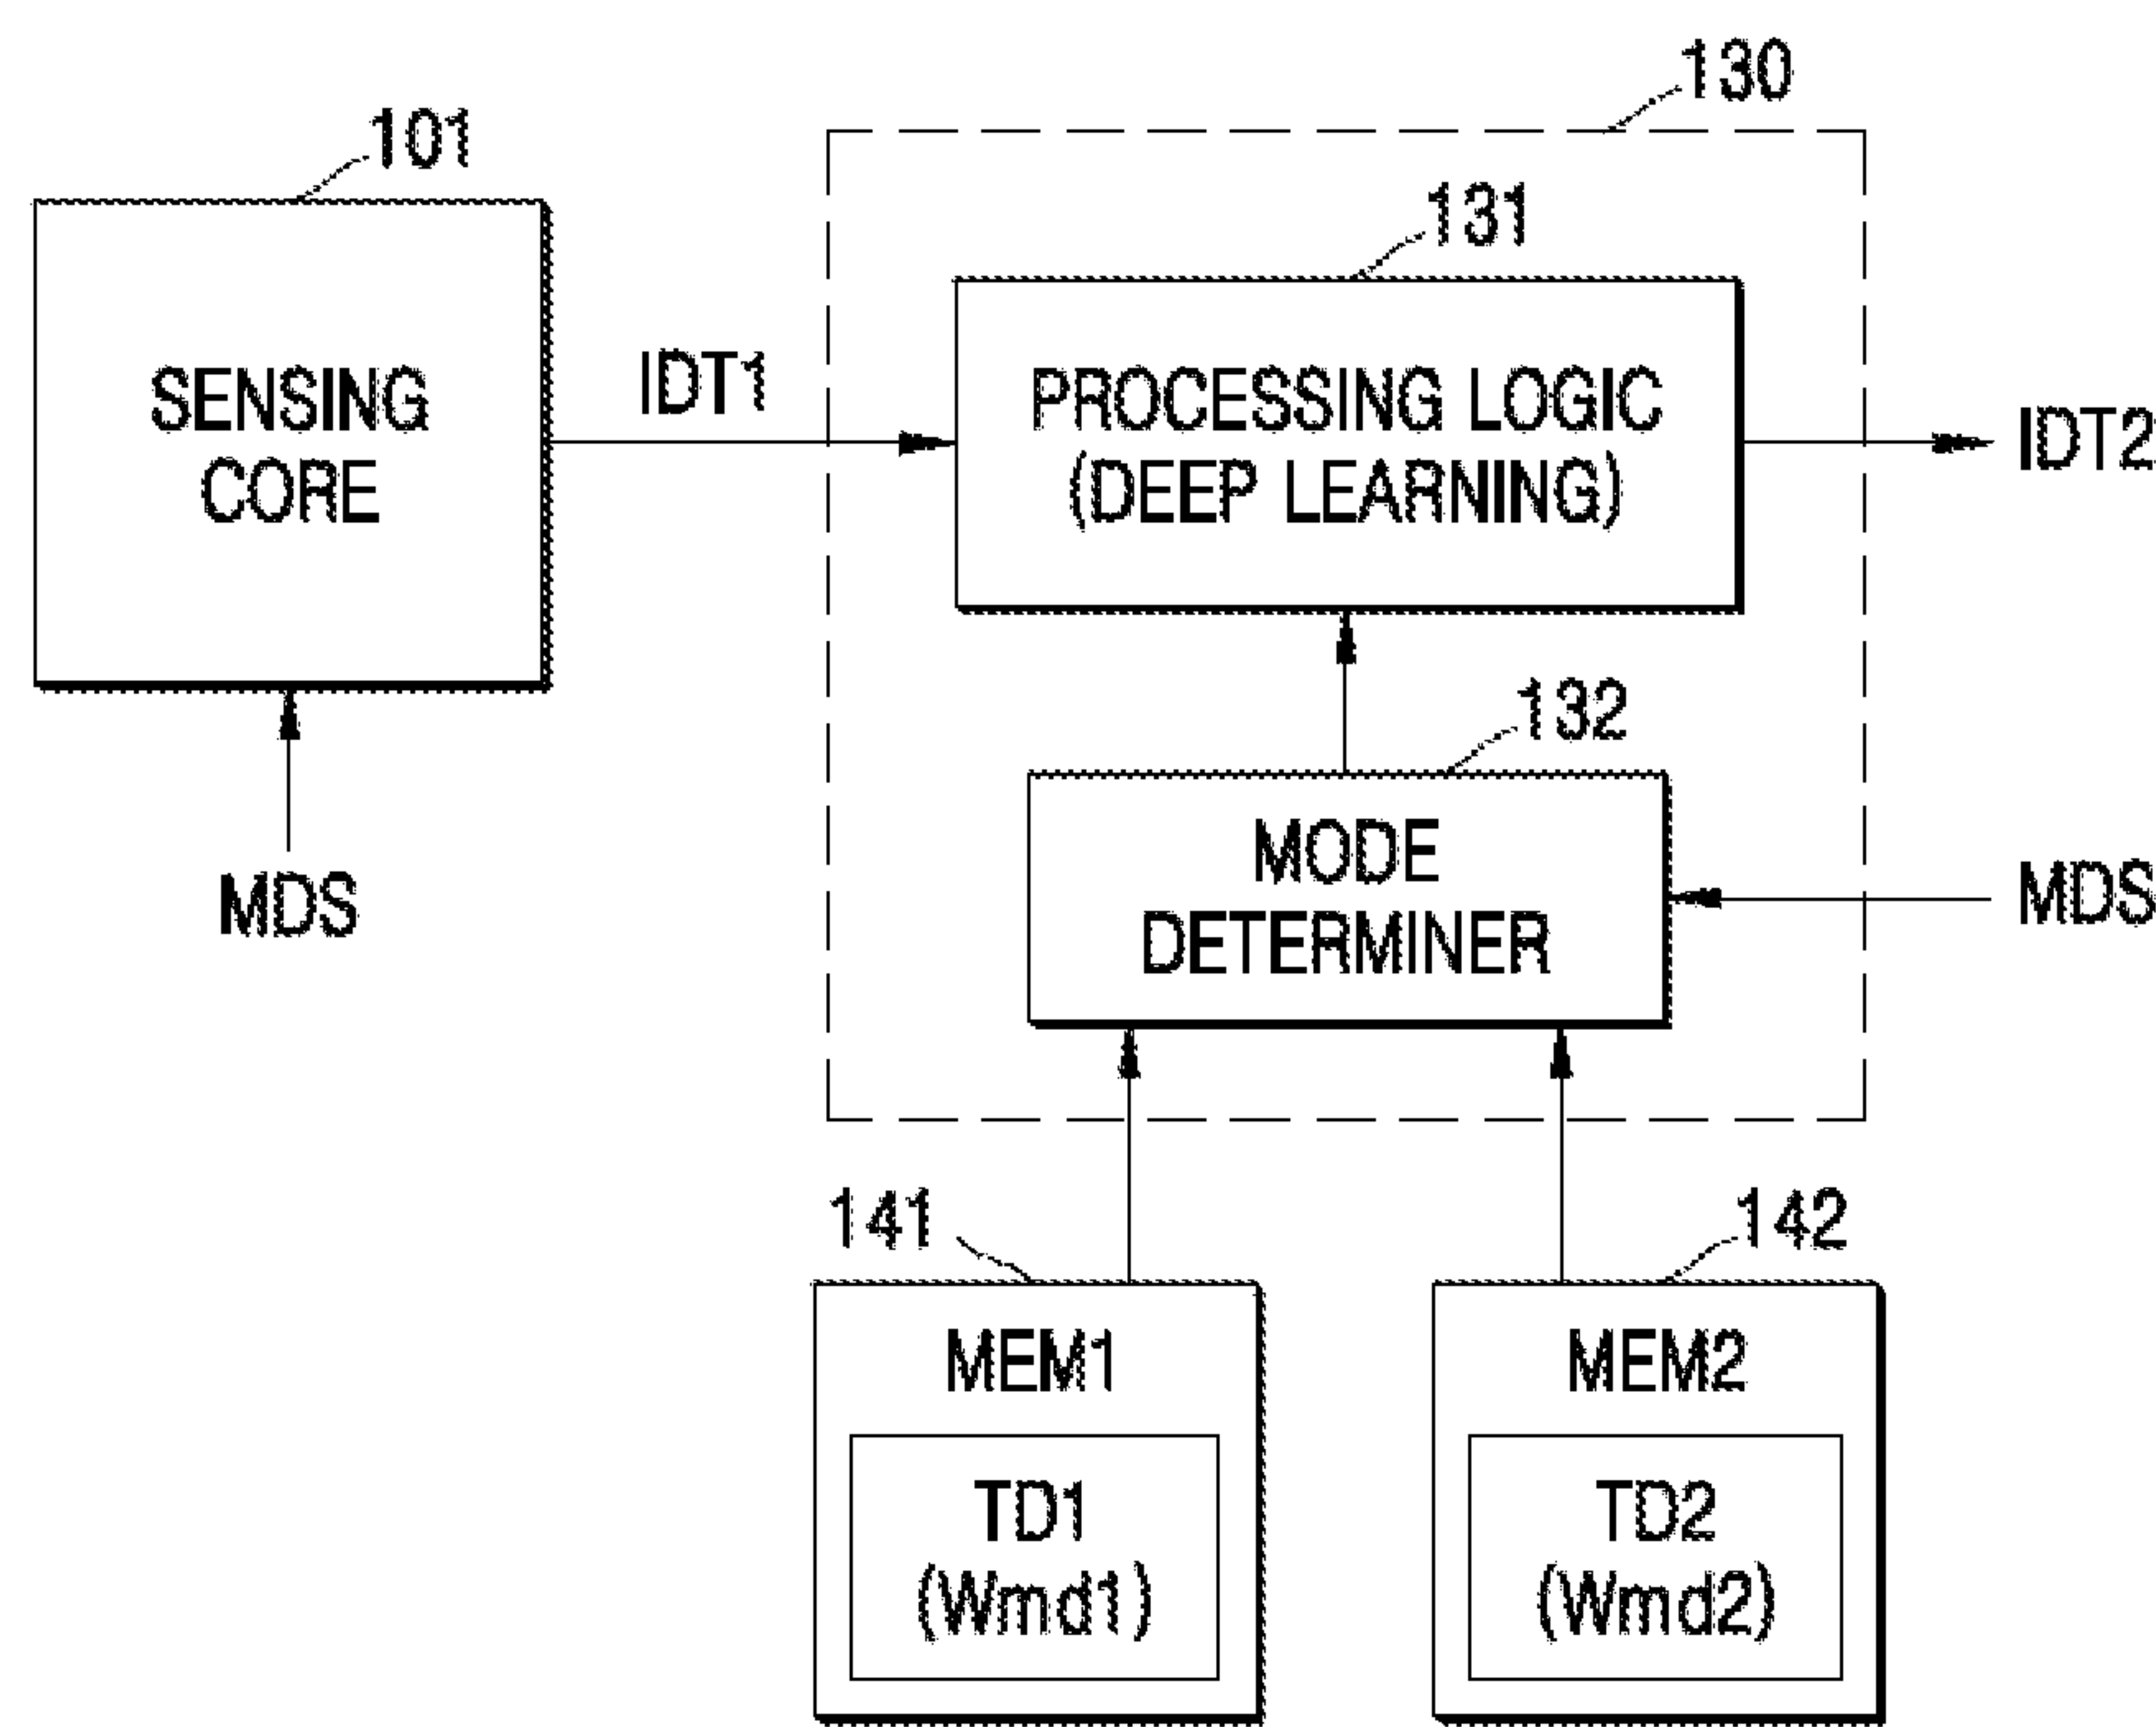 130
101
131
SENSING
CORE
IDT1
PROCESSING LOGIC
(DEEP LEARNING)
IDT2
132
MODE
DETERMINER
MDS
MDS
141
142
MEM1
TD1
(Wmd1)
MEM2
TD2
(Wmd2)